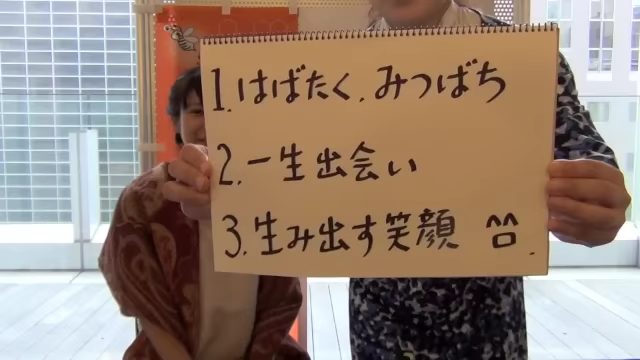 1. はばたく、みつばち
2. 一生出会い
3. 生み出す笑顔 ^0^.